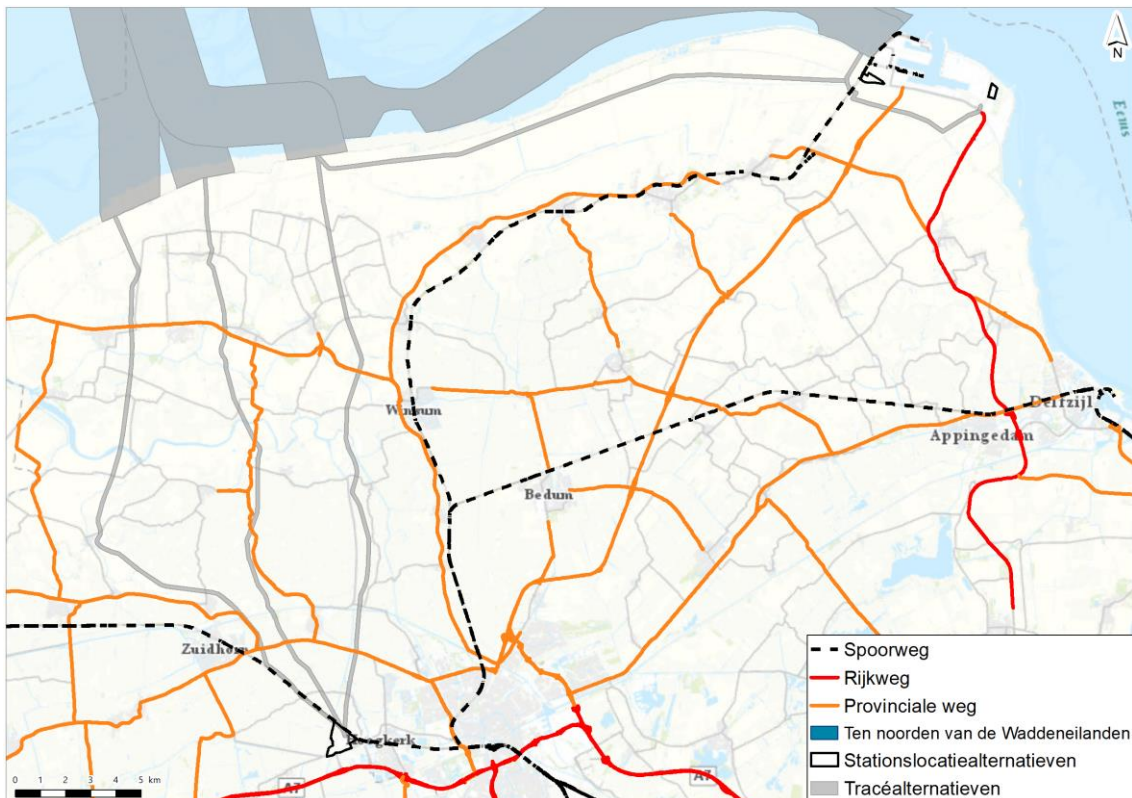 N
Eems
Winsum
Delfzijl
Appingedam
Bedum
Zuidhorn
Hoogkerk
A7
A7
0 1 2 3 4 5 km
Spoorweg
Rijkweg
Provinciale weg
Ten noorden van de Waddeneilanden
Stationslocatiealternatieven
Tracéalternatieven